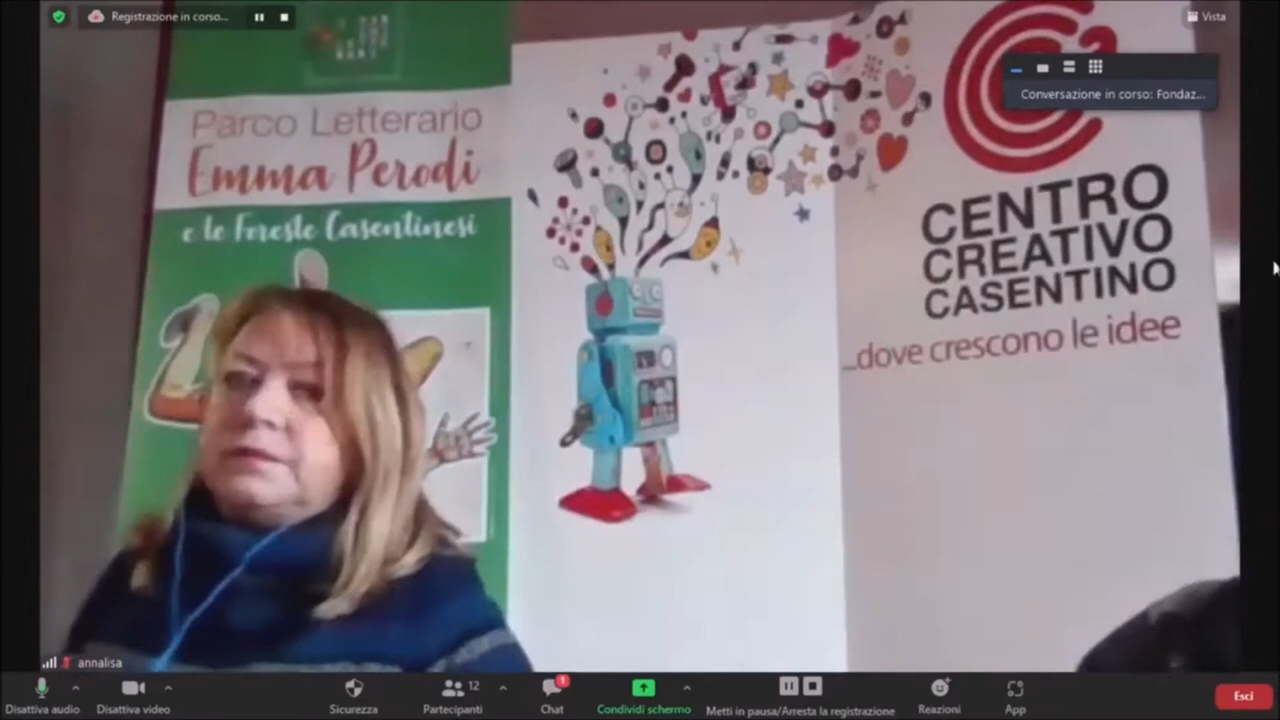 Registrazione in corso...
Vista
Conversazione in corso: Fondaz...
Parco Letterario
Emma Perodi
e le Foreste Casentinesi
CENTRO
CREATIVO
CASENTINO
...dove crescono le idee
annalisa
Disattiva audio
Disattiva video
Sicurezza
Partecipanti
12
Chat
1
Condividi schermo
Metti in pausa/Arresta la registrazione
Reazioni
App
Esci